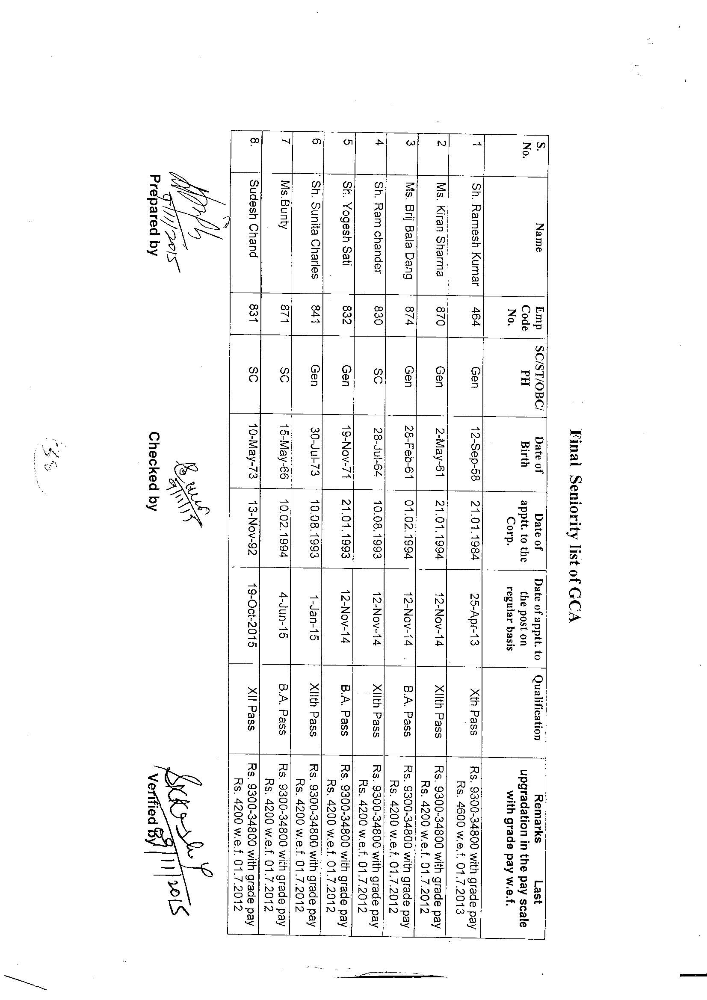 Final Seniority list of GCA
S. No. Name Emp Code No. SC/ST/OBC/ PH Date of Birth Date of apptt. to the Corp. Date of apptt. to the post on regular basis Qualification Remarks Last upgradation in the pay scale with grade pay w.e.f.
1 Sh. Ramesh Kumar 464 Gen 12-Sep-58 21.01.1984 25-Apr-13 Xth Pass Rs. 9300-34800 with grade pay Rs. 4600 w.e.f. 01.7.2013
2 Ms. Kiran Sharma 870 Gen 2-May-61 21.01.1994 12-Nov-14 XIIth Pass Rs. 9300-34800 with grade pay Rs. 4200 w.e.f. 01.7.2012
3 Ms. Brij Bala Dang 874 Gen 28-Feb-61 01.02.1994 12-Nov-14 B.A. Pass Rs. 9300-34800 with grade pay Rs. 4200 w.e.f. 01.7.2012
4 Sh. Ram chander 830 SC 28-Jul-64 10.08.1993 12-Nov-14 XIIth Pass Rs. 9300-34800 with grade pay Rs. 4200 w.e.f. 01.7.2012
5 Sh. Yogesh Sati 832 Gen 19-Nov-71 21.01.1993 12-Nov-14 B.A. Pass Rs. 9300-34800 with grade pay Rs. 4200 w.e.f. 01.7.2012
6 Sh. Sunita Charles 841 Gen 30-Jul-73 10.08.1993 1-Jan-15 XIIth Pass Rs. 9300-34800 with grade pay Rs. 4200 w.e.f. 01.7.2012
7 Ms.Bunty 871 SC 15-May-66 10.02.1994 4-Jun-15 B.A. Pass Rs. 9300-34800 with grade pay Rs. 4200 w.e.f. 01.7.2012
8. Sudesh Chand 831 SC 10-May-73 13-Nov-92 19-Oct-2015 XII Pass Rs. 9300-34800 with grade pay Rs. 4200 w.e.f. 01.7.2012
9/11/2015 9/11/15 09/11/2015
Prepared by Checked by Verified by